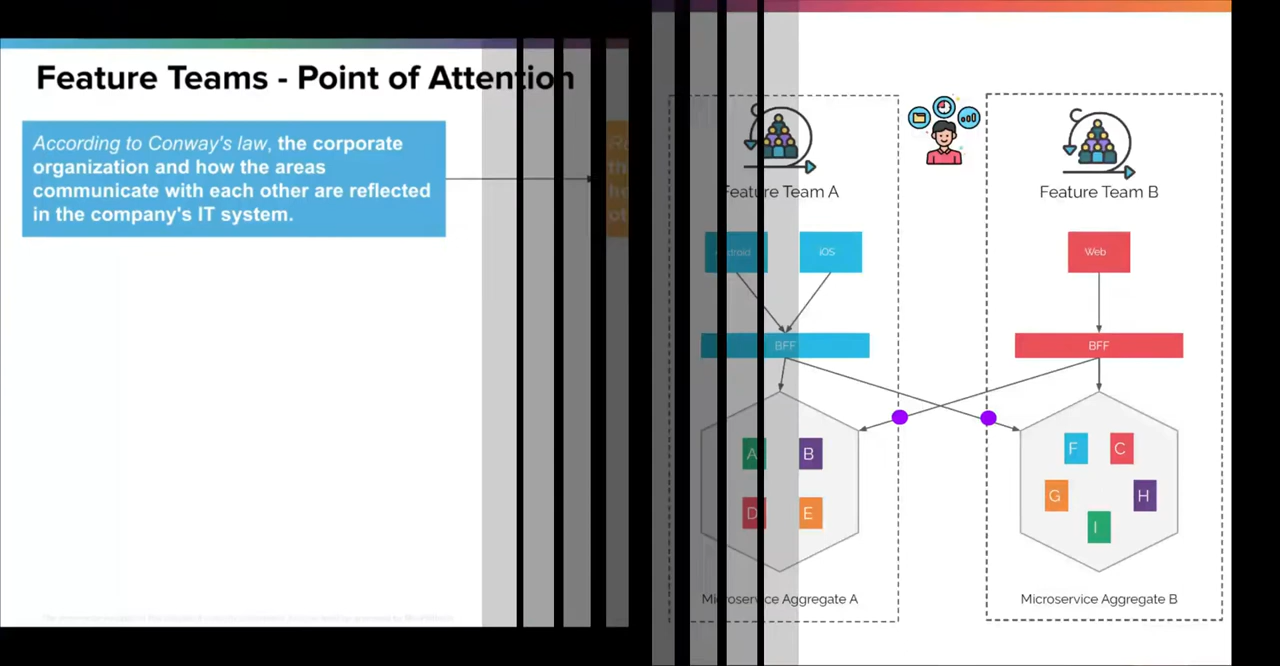 Feature Teams - Point of Attention
According to Conway's law, the corporate
organization and how the areas
communicate with each other are reflected
in the company's IT system.
Feature Team A
Feature Team B
Android
iOS
Web
BFF
BFF
A
B
D
E
F
C
G
H
I
Microservice Aggregate A
Microservice Aggregate B